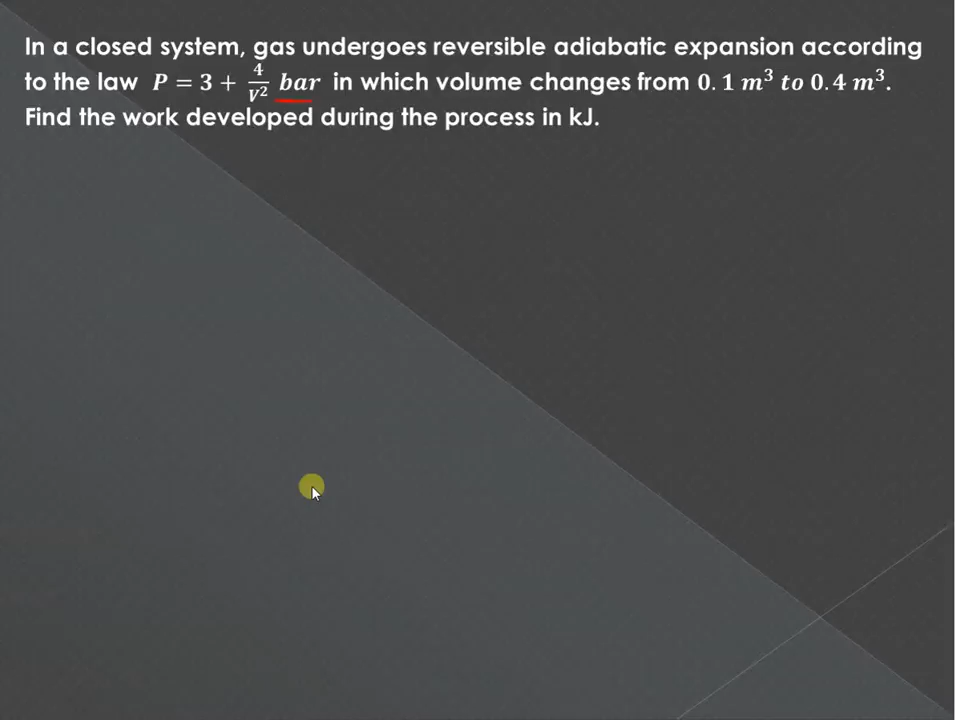 In a closed system, gas undergoes reversible adiabatic expansion according
to the law P = 3 + 4/V² bar in which volume changes from 0.1 m³ to 0.4 m³.
Find the work developed during the process in kJ.